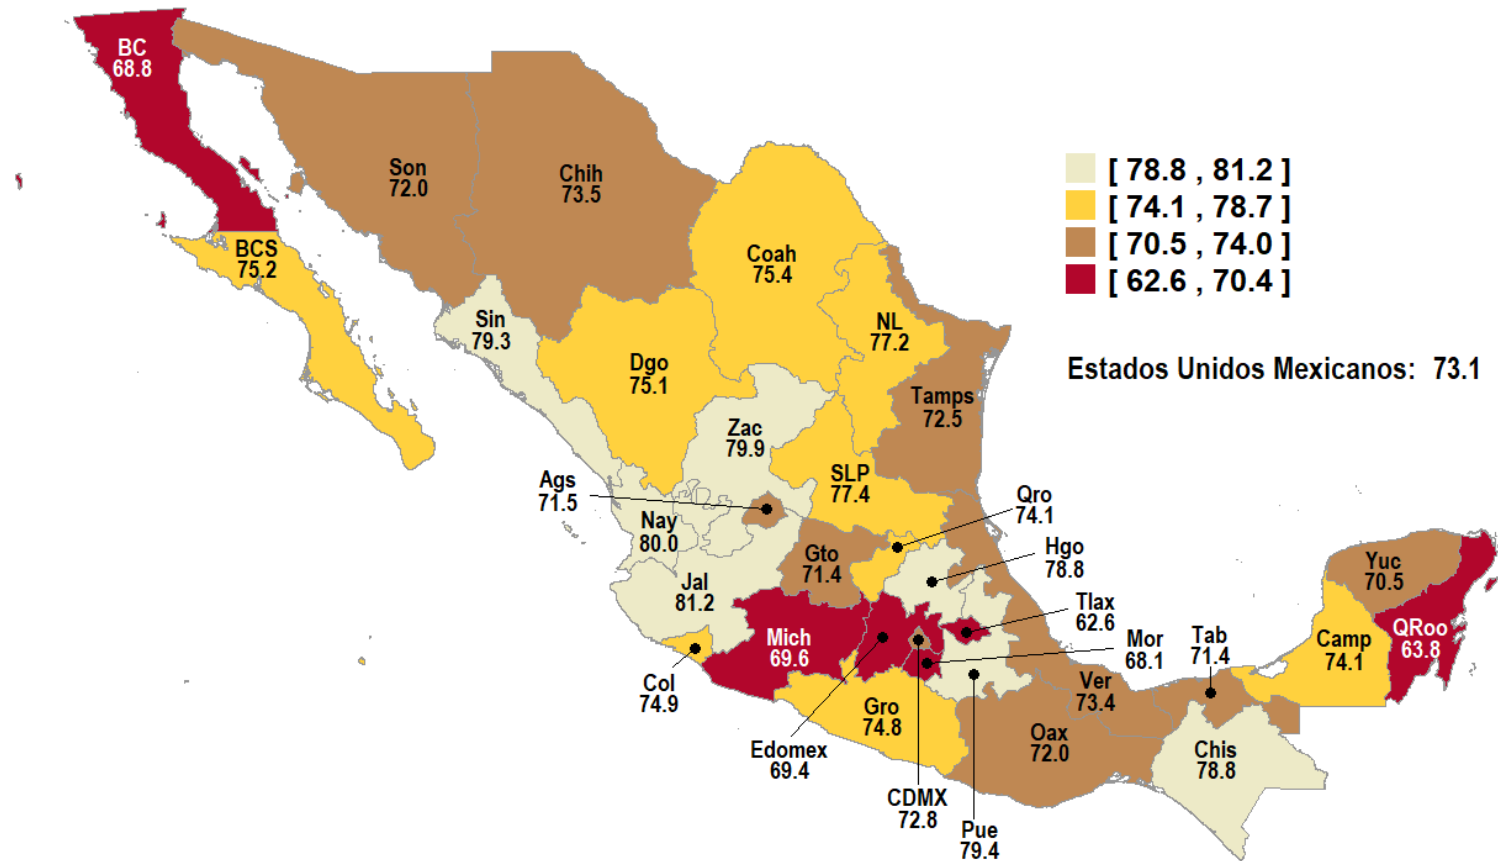 BC
68.8
Son
72.0
Chih
73.5
[ 78.8 , 81.2 ]
[ 74.1 , 78.7 ]
[ 70.5 , 74.0 ]
[ 62.6 , 70.4 ]
BCS
75.2
Coah
75.4
Sin
79.3
NL
77.2
Dgo
75.1
Estados Unidos Mexicanos: 73.1
Tamps
72.5
Zac
79.9
Ags
71.5
SLP
77.4
Qro
74.1
Nay
80.0
Gto
71.4
Hgo
78.8
Yuc
70.5
Jal
81.2
Tlax
62.6
Mich
69.6
Mor
68.1
Tab
71.4
Camp
74.1
QRoo
63.8
Col
74.9
Gro
74.8
Ver
73.4
Edomex
69.4
Oax
72.0
Chis
78.8
CDMX
72.8
Pue
79.4